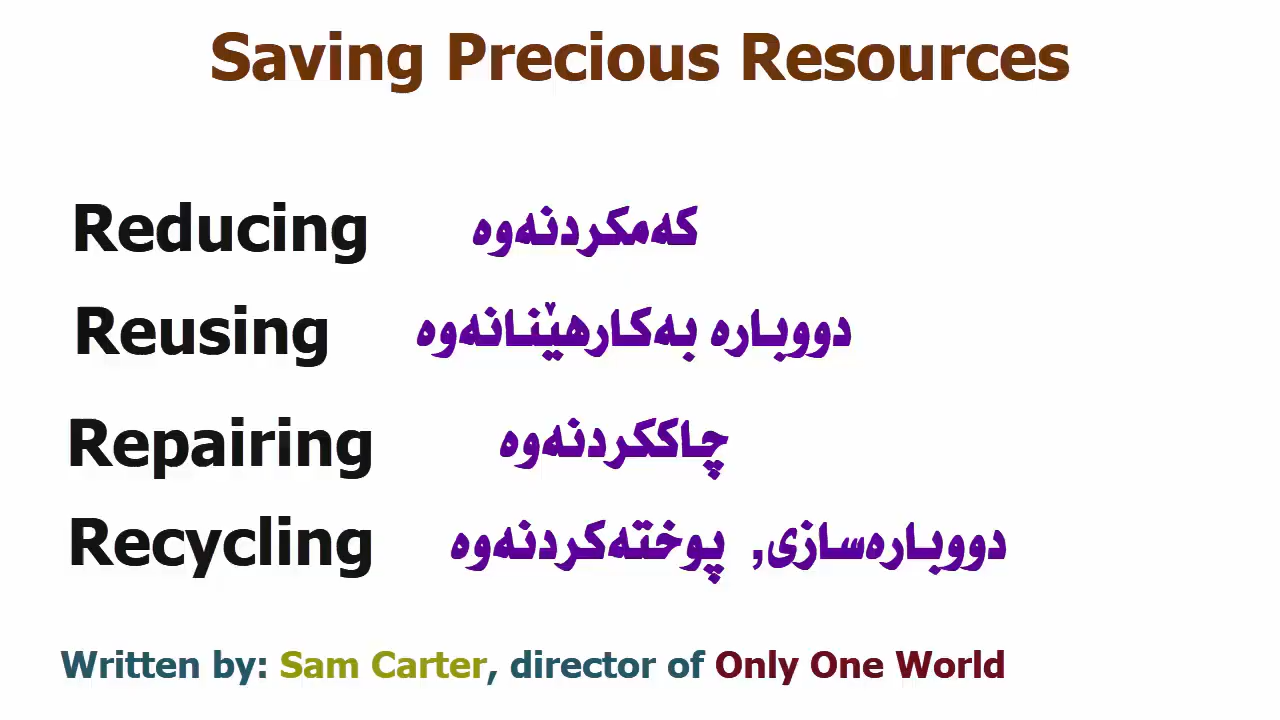 Saving Precious Resources
Reducing کەمکردنەوە
Reusing دووبارە بەکارهێنانەوە
Repairing چاککردنەوە
Recycling دووبارەسازی, پوختەکردنەوە
Written by: Sam Carter, director of Only One World